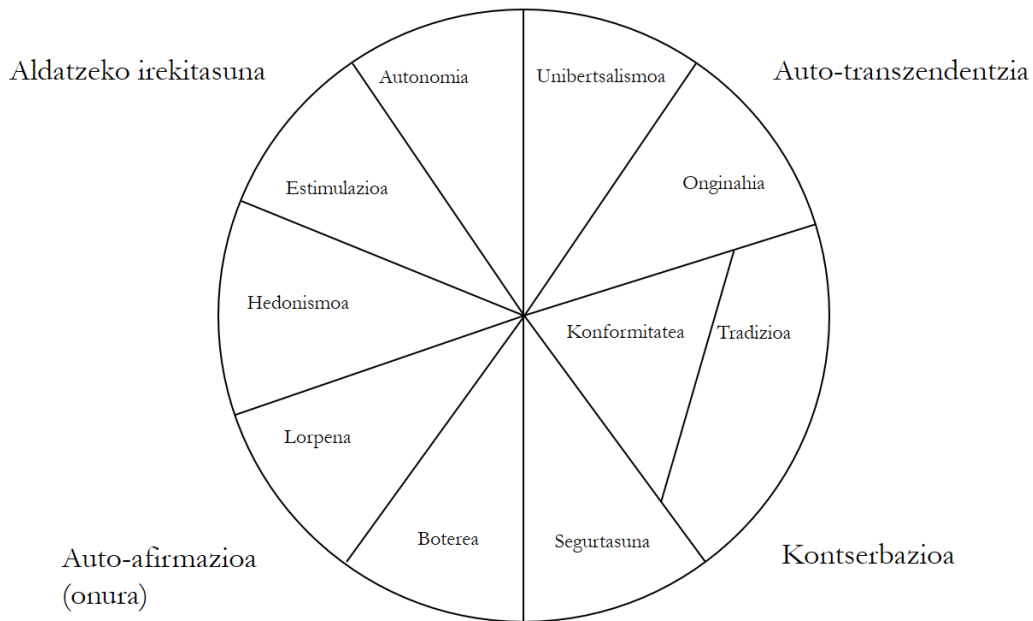 Aldatzeko irekitasuna
Autonomia
Unibertsalismoa
Auto-transzendentzia
Estimulazioa
Onginahia
Hedonismoa
Konformitatea
Tradizioa
Lorpena
Boterea
Segurtasuna
Auto-afirmazioa
(onura)
Kontserbazioa